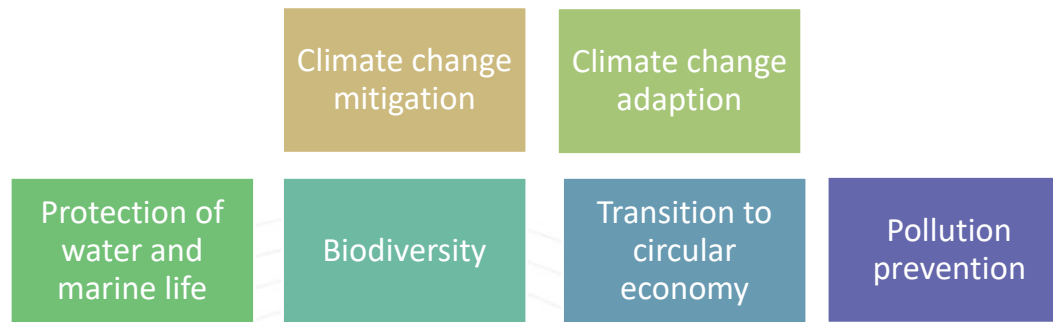 Climate change
mitigation
Climate change
adaption
Protection of
water and
marine life
Biodiversity
Transition to
circular
economy
Pollution
prevention